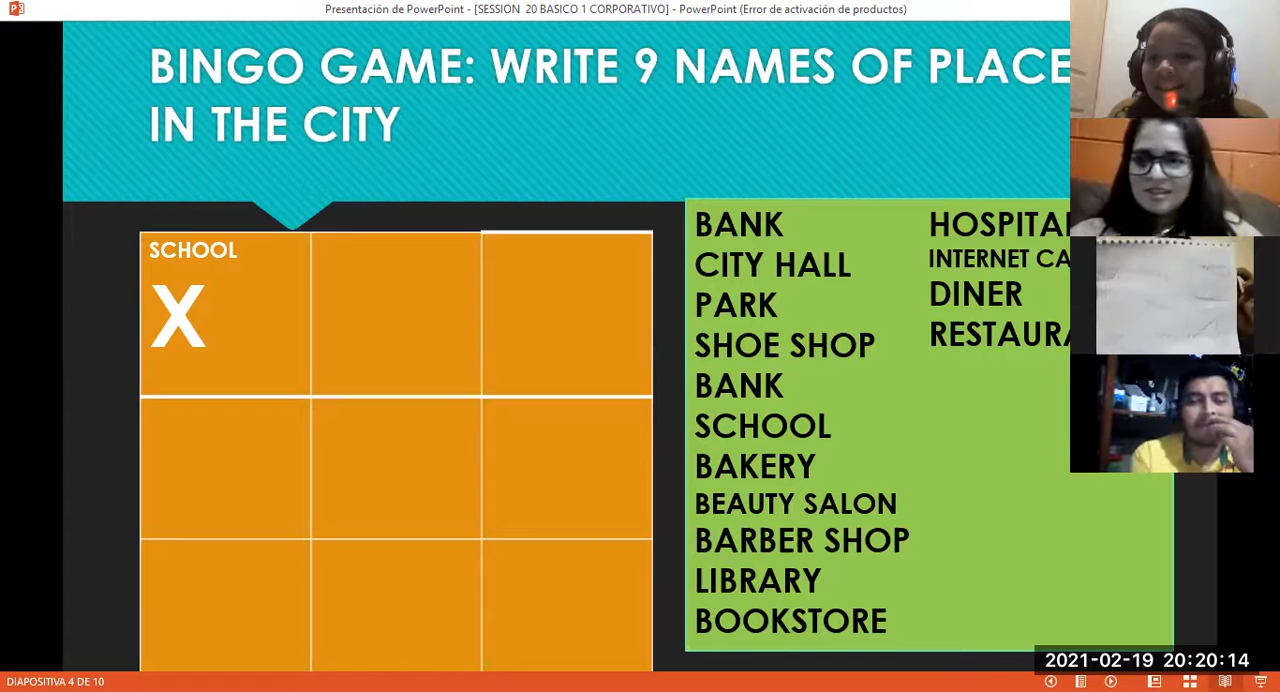 Presentación de PowerPoint - [SESSION 20 BASICO 1 CORPORATIVO] - PowerPoint (Error de activación de productos)
BINGO GAME: WRITE 9 NAMES OF PLACE
IN THE CITY
SCHOOL
X
BANK
CITY HALL
PARK
SHOE SHOP
BANK
SCHOOL
BAKERY
BEAUTY SALON
BARBER SHOP
LIBRARY
BOOKSTORE
HOSPITAL
INTERNET CA
DINER
RESTAURA
2021-02-19 20:20:14
DIAPOSITIVA 4 DE 10